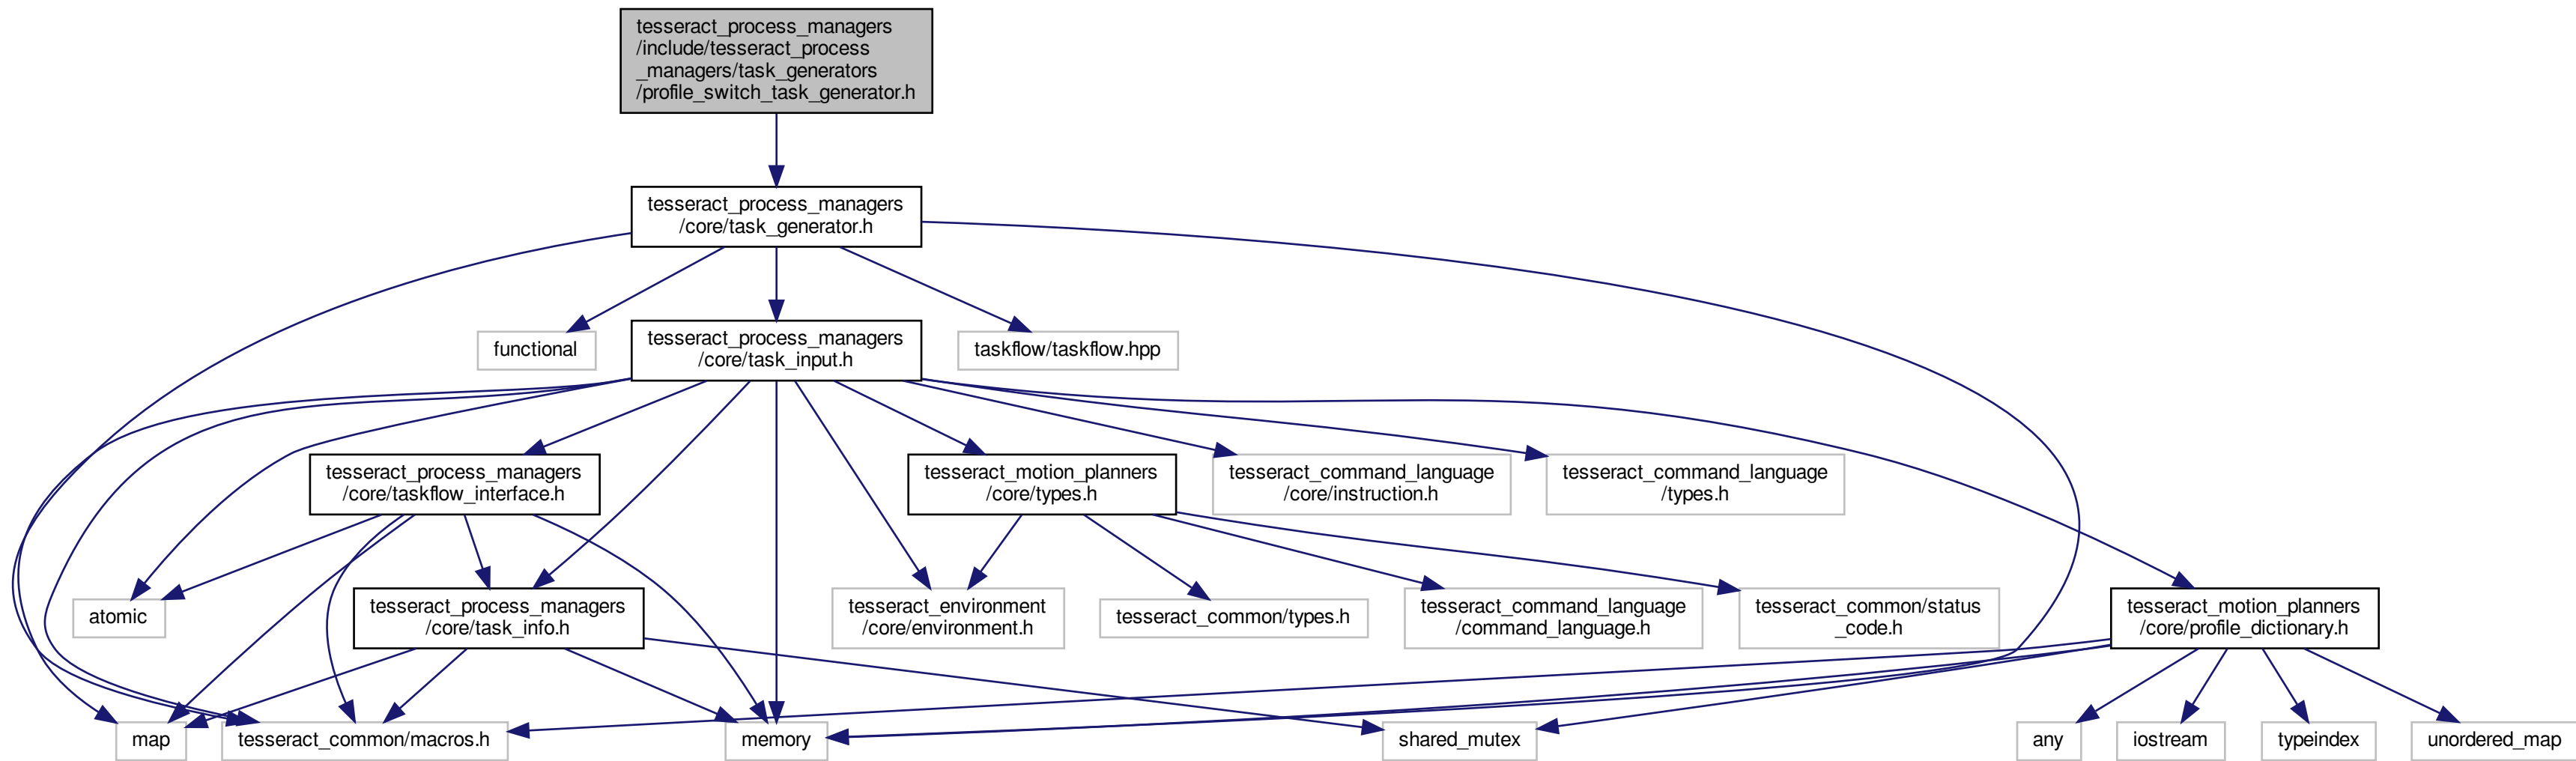 tesseract_process_managers
/include/tesseract_process
_managers/task_generators
/profile_switch_task_generator.h
tesseract_process_managers
/core/task_generator.h
functional
tesseract_process_managers
/core/task_input.h
taskflow/taskflow.hpp
tesseract_process_managers
/core/taskflow_interface.h
tesseract_motion_planners
/core/types.h
tesseract_command_language
/core/instruction.h
tesseract_command_language
/types.h
atomic
tesseract_process_managers
/core/task_info.h
tesseract_environment
/core/environment.h
tesseract_common/types.h
tesseract_command_language
/command_language.h
tesseract_common/status
_code.h
tesseract_motion_planners
/core/profile_dictionary.h
map
tesseract_common/macros.h
memory
shared_mutex
any
iostream
typeindex
unordered_map